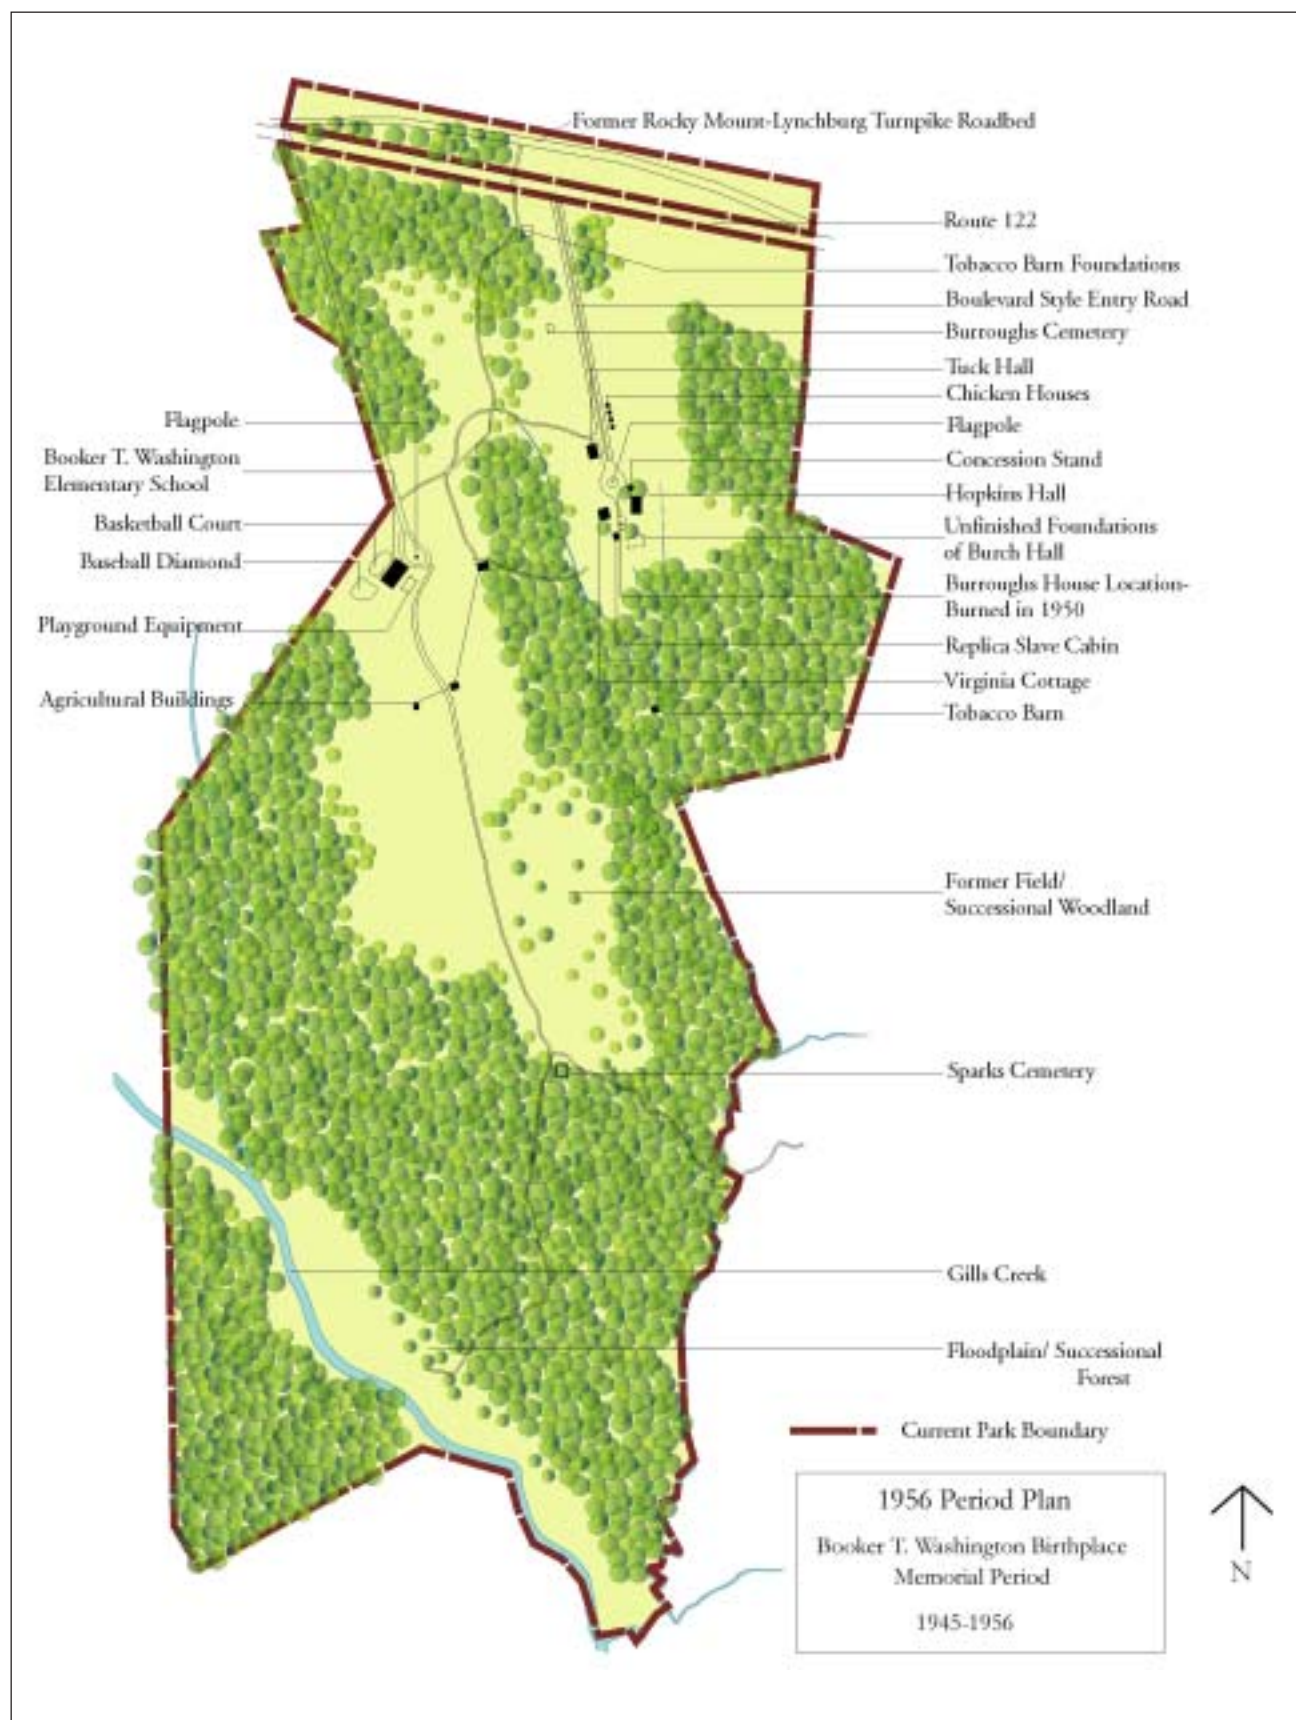 Former Rocky Mount-Lynchburg Turnpike Roadbed
Route 122
Tobacco Barn Foundations
Boulevard Style Entry Road
Burroughs Cemetery
Tuck Hall
Chicken Houses
Flagpole
Concession Stand
Hopkins Hall
Unfinished Foundations
of Burch Hall
Burroughs House Location-
Burned in 1950
Replica Slave Cabin
Virginia Cottage
Tobacco Barn
Flagpole
Booker T. Washington
Elementary School
Basketball Court
Baseball Diamond
Playground Equipment
Agricultural Buildings
Former Field/
Successional Woodland
Sparks Cemetery
Gills Creek
Floodplain/ Successional
Forest
Current Park Boundary
1956 Period Plan
Booker T. Washington Birthplace
Memorial Period
1945-1956
N